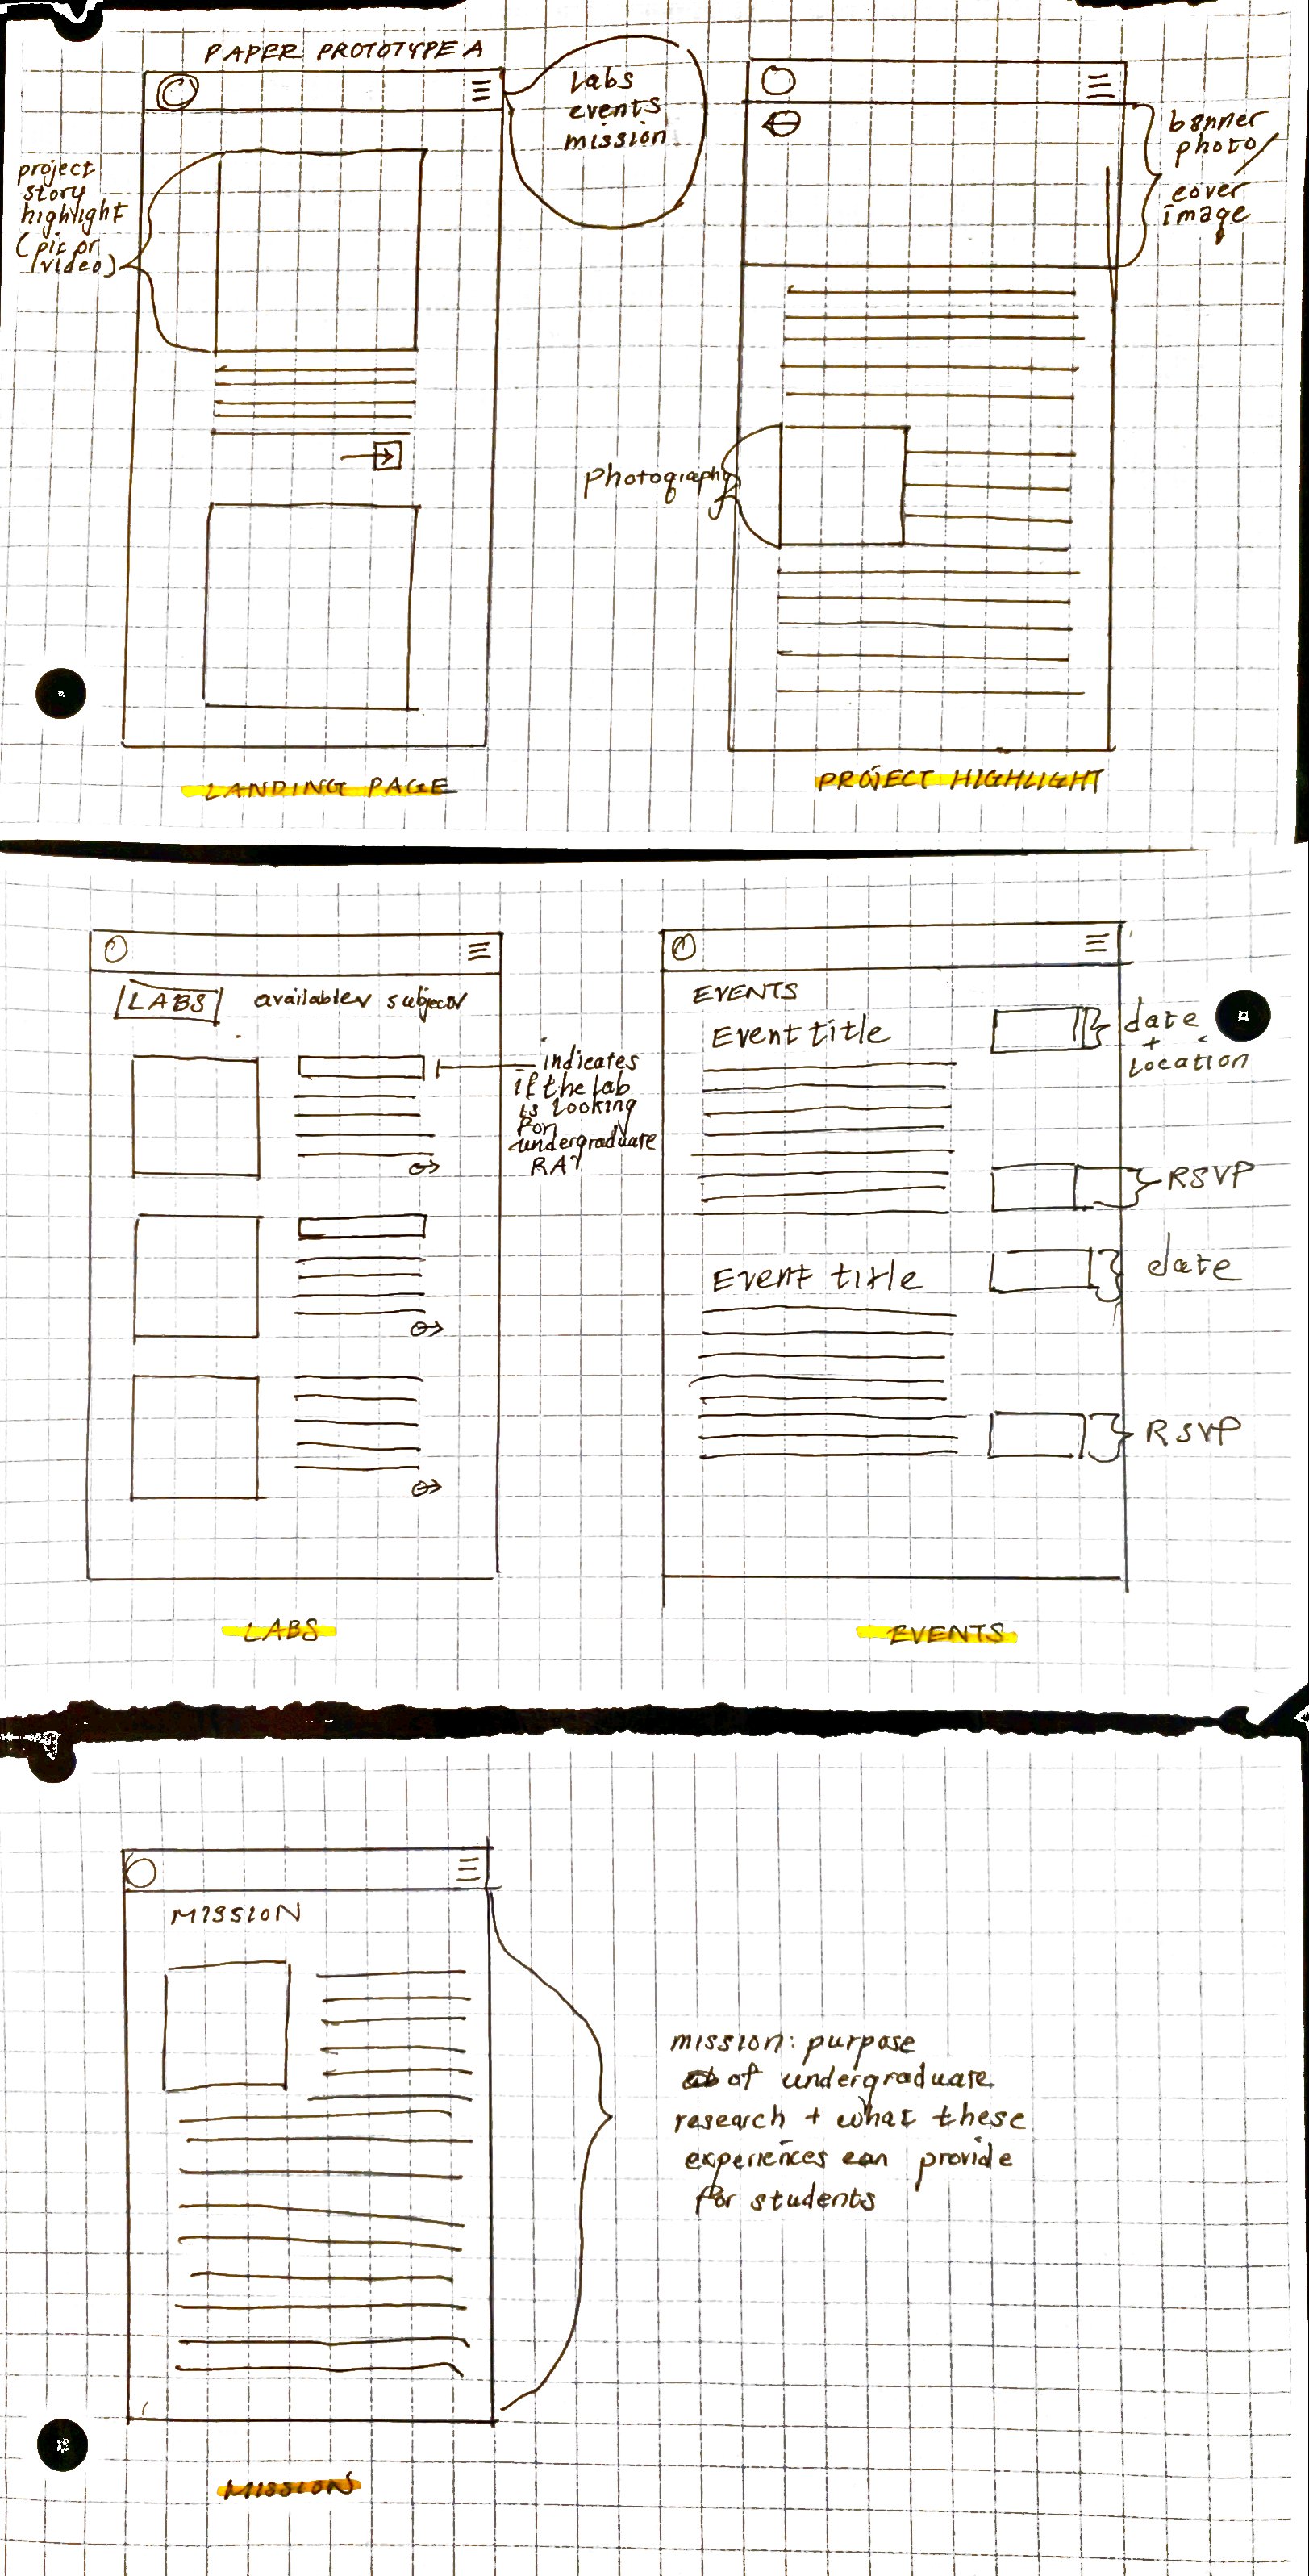 PAPER PROTOTYPE A
labs
events
mission
project
story
highlight
(pic or
video)
banner
photo/
cover
image
Photography
LANDING PAGE
PROJECT HIGHLIGHT
LABS
available v
subject v
indicates
if the lab
is looking
for
undergraduate
RA?
EVENTS
Event title
date
+
Location
RSVP
Event title
date
RSVP
LABS
EVENTS
MISSION
mission: purpose
of undergraduate
research + what these
experiences can provide
for students
MISSION